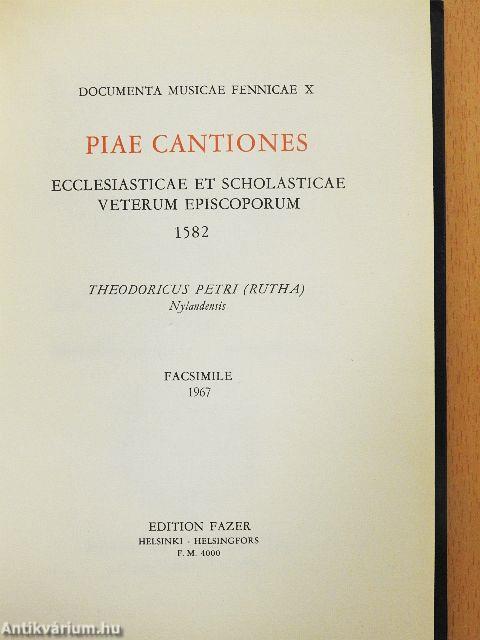 DOCUMENTA MUSICAE FENNICAE X
PIAE CANTIONES
ECCLESIASTICAE ET SCHOLASTICAE
VETERUM EPISCOPORUM
1582
THEODORICUS PETRI (RUTHA)
Nylandensis
FACSIMILE
1967
EDITION FAZER
HELSINKI - HELSINGFORS
F. M. 4000
Antikvárium.hu